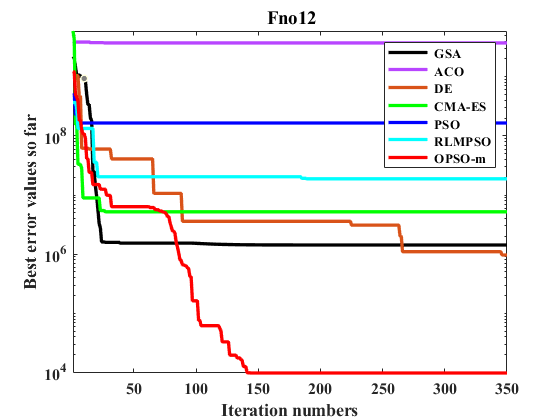 Fno12
GSA
ACO
DE
CMA-ES
PSO
RLMPSO
OPSO-m
Best error values so far
10^8
10^6
10^4
50 100 150 200 250 300 350
Iteration numbers